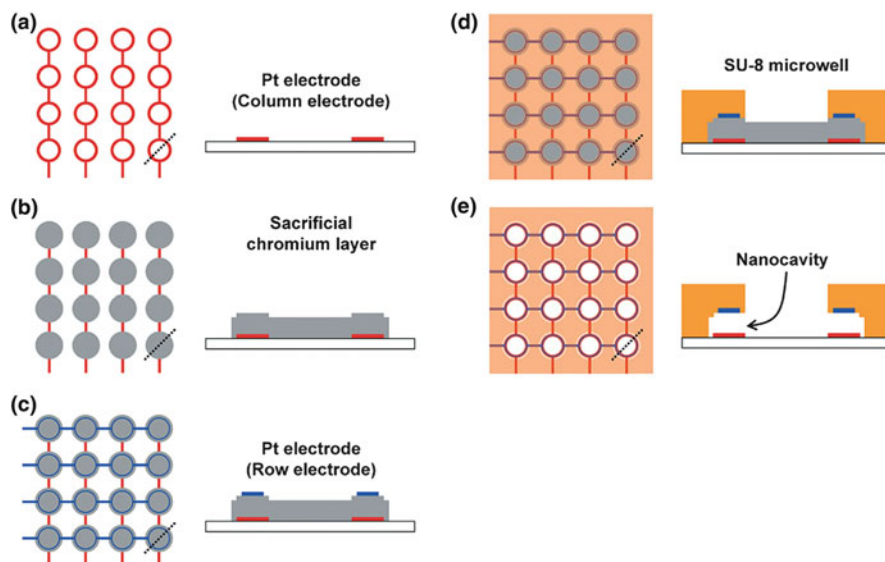 (a)
Pt electrode
(Column electrode)
(b)
Sacrificial
chromium layer
(c)
Pt electrode
(Row electrode)
(d)
SU-8 microwell
(e)
Nanocavity